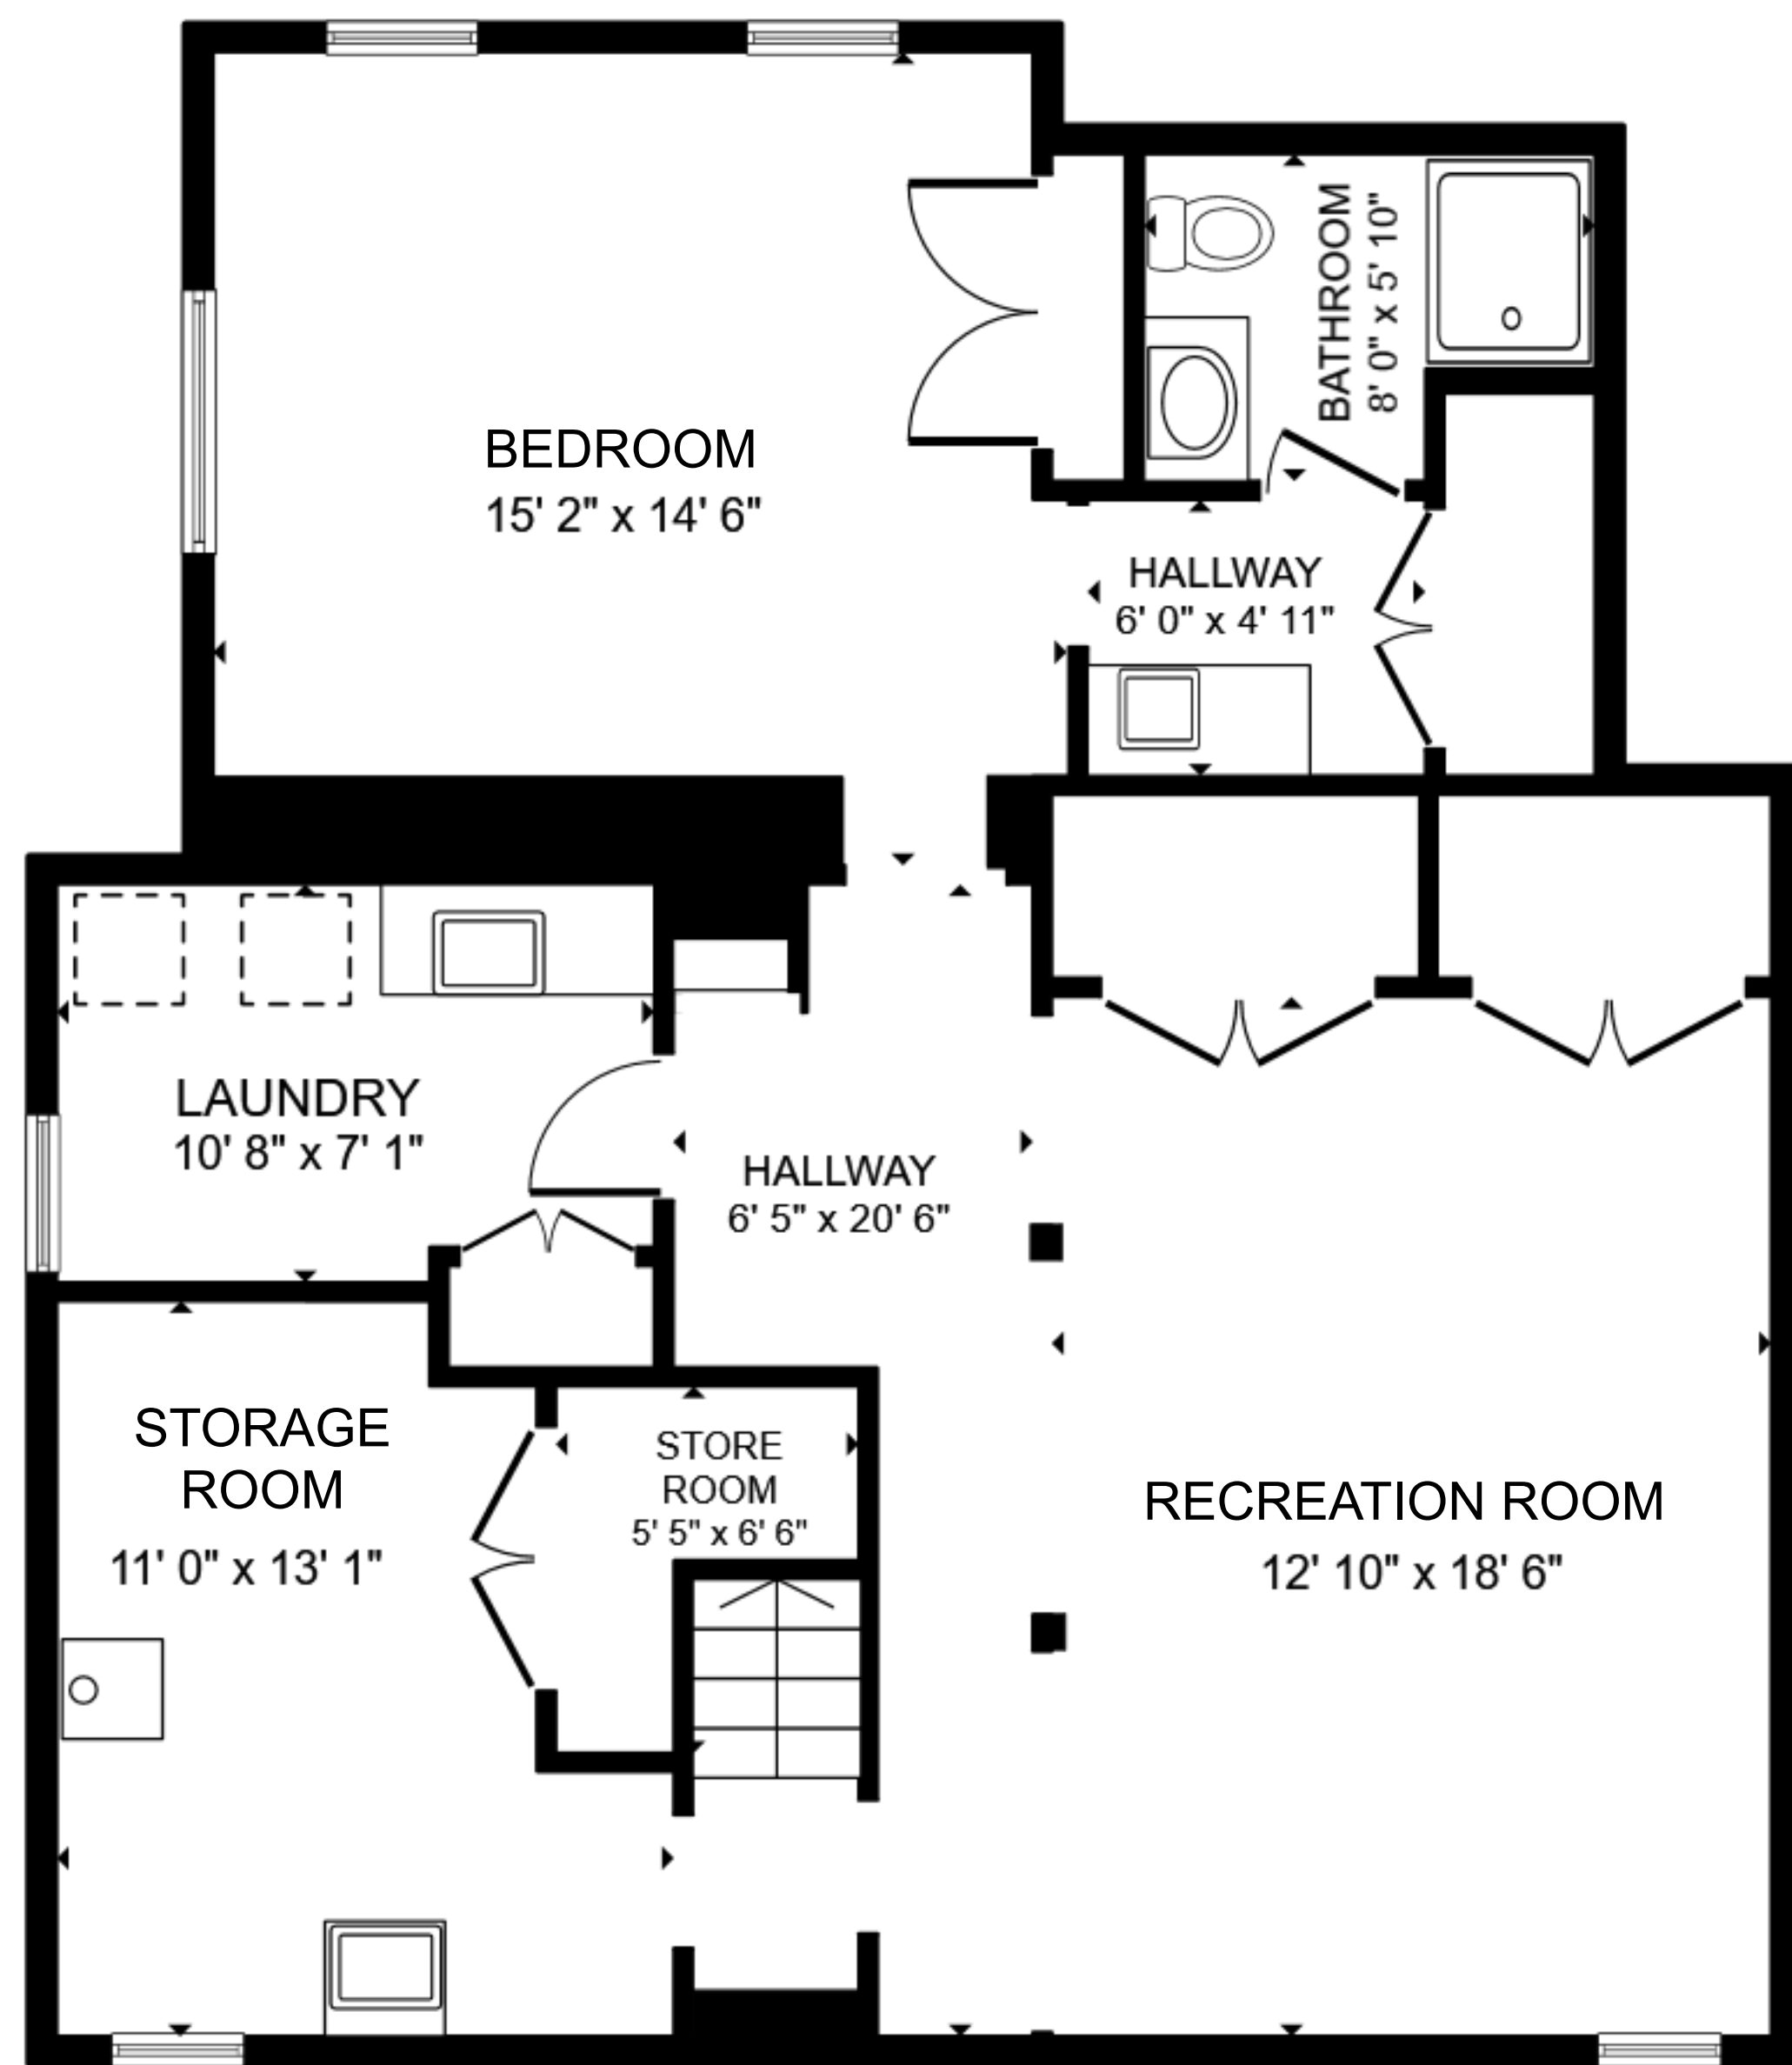 BATHROOM
8' 0" x 5' 10"
BEDROOM
15' 2" x 14' 6"
HALLWAY
6' 0" x 4' 11"
LAUNDRY
10' 8" x 7' 1"
HALLWAY
6' 5" x 20' 6"
STORAGE
ROOM
11' 0" x 13' 1"
STORE
ROOM
5' 5" x 6' 6"
RECREATION ROOM
12' 10" x 18' 6"